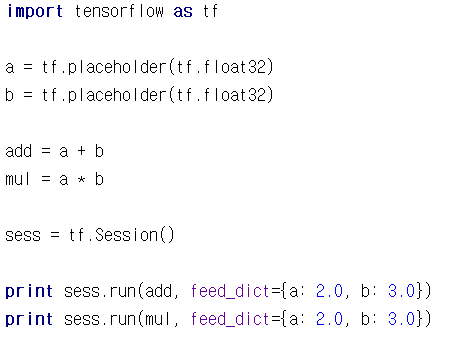 import tensorflow as tf
a = tf.placeholder(tf.float32)
b = tf.placeholder(tf.float32)
add = a + b
mul = a * b
sess = tf.Session()
print sess.run(add, feed_dict={a: 2.0, b: 3.0})
print sess.run(mul, feed_dict={a: 2.0, b: 3.0})